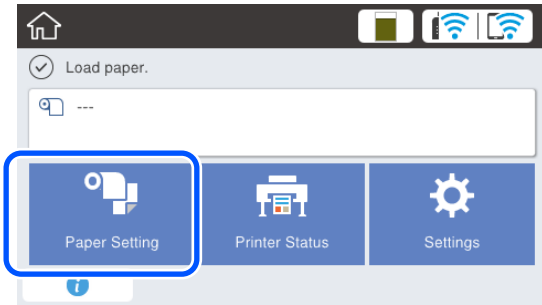 Load paper.
---
Paper Setting
Printer Status
Settings
i